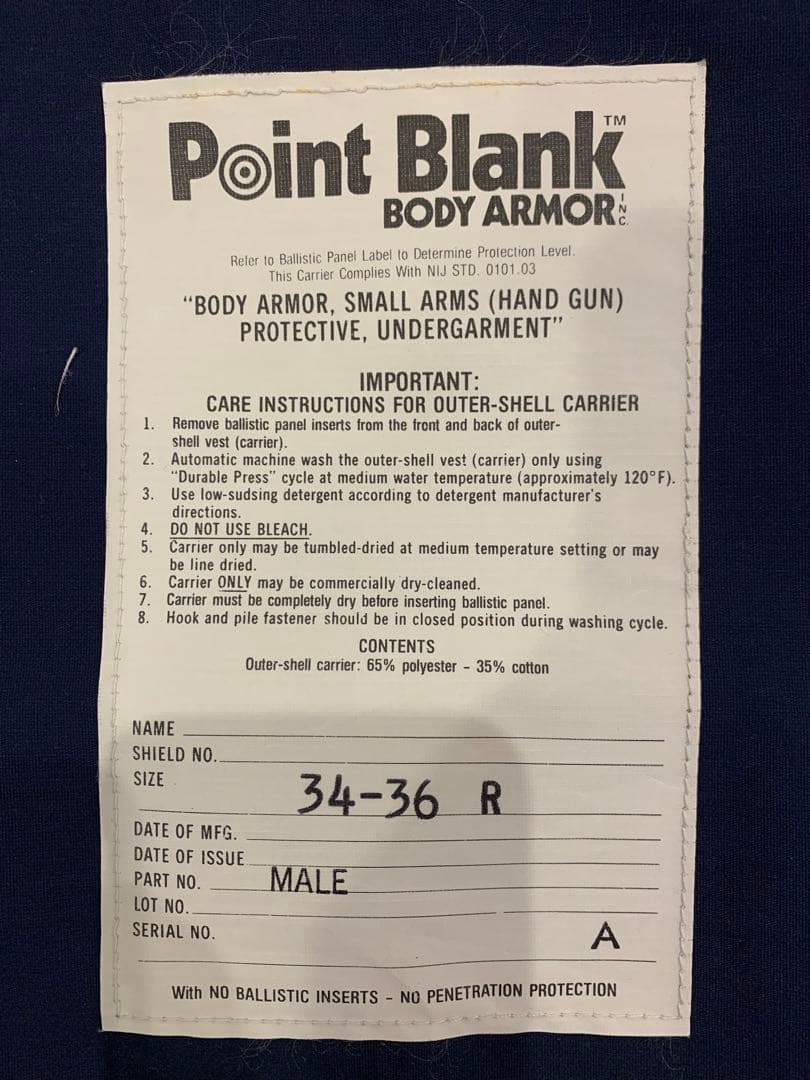 Point Blank™
BODY ARMOR INC.
Refer to Ballistic Panel Label to Determine Protection Level.
This Carrier Complies With NIJ STD. 0101.03
“BODY ARMOR, SMALL ARMS (HAND GUN)
PROTECTIVE, UNDERGARMENT”
IMPORTANT:
CARE INSTRUCTIONS FOR OUTER-SHELL CARRIER
1. Remove ballistic panel inserts from the front and back of outer-
shell vest (carrier).
2. Automatic machine wash the outer-shell vest (carrier) only using
“Durable Press” cycle at medium water temperature (approximately 120°F).
3. Use low-sudsing detergent according to detergent manufacturer's
directions.
4. DO NOT USE BLEACH.
5. Carrier only may be tumbled-dried at medium temperature setting or may
be line dried.
6. Carrier ONLY may be commercially dry-cleaned.
7. Carrier must be completely dry before inserting ballistic panel.
8. Hook and pile fastener should be in closed position during washing cycle.
CONTENTS
Outer-shell carrier: 65% polyester - 35% cotton
NAME
SHIELD NO.
SIZE 34-36 R
DATE OF MFG.
DATE OF ISSUE
PART NO. MALE
LOT NO.
SERIAL NO. A
With NO BALLISTIC INSERTS - NO PENETRATION PROTECTION